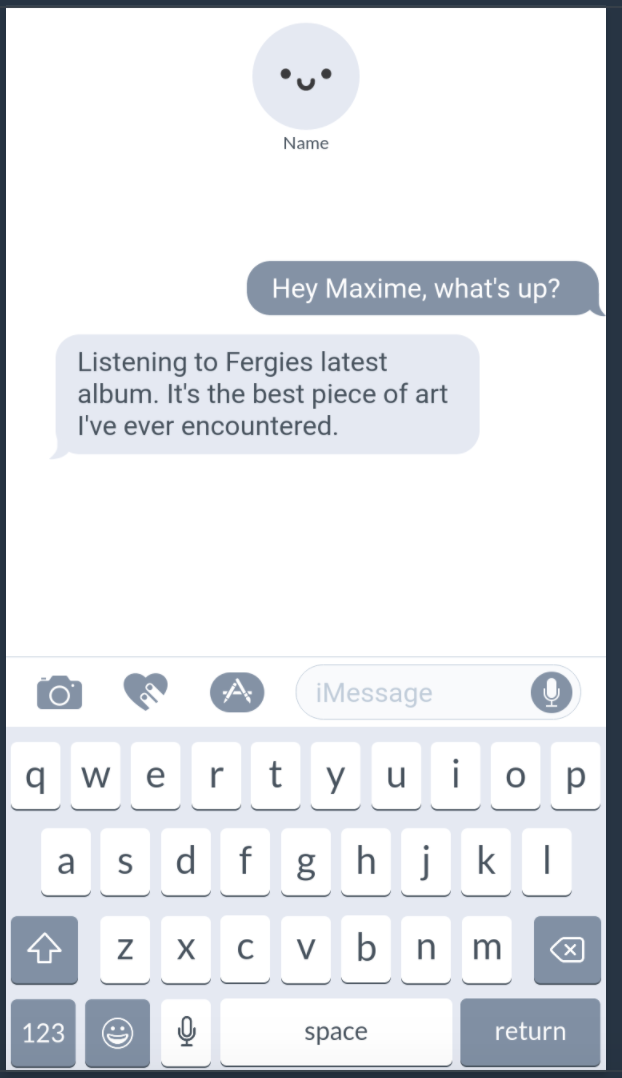 Name
Hey Maxime, what's up?
Listening to Fergies latest
album. It's the best piece of art
I've ever encountered.
iMessage
q w e r t y u i o p
a s d f g h j k l
z x c v b n m
123 space return